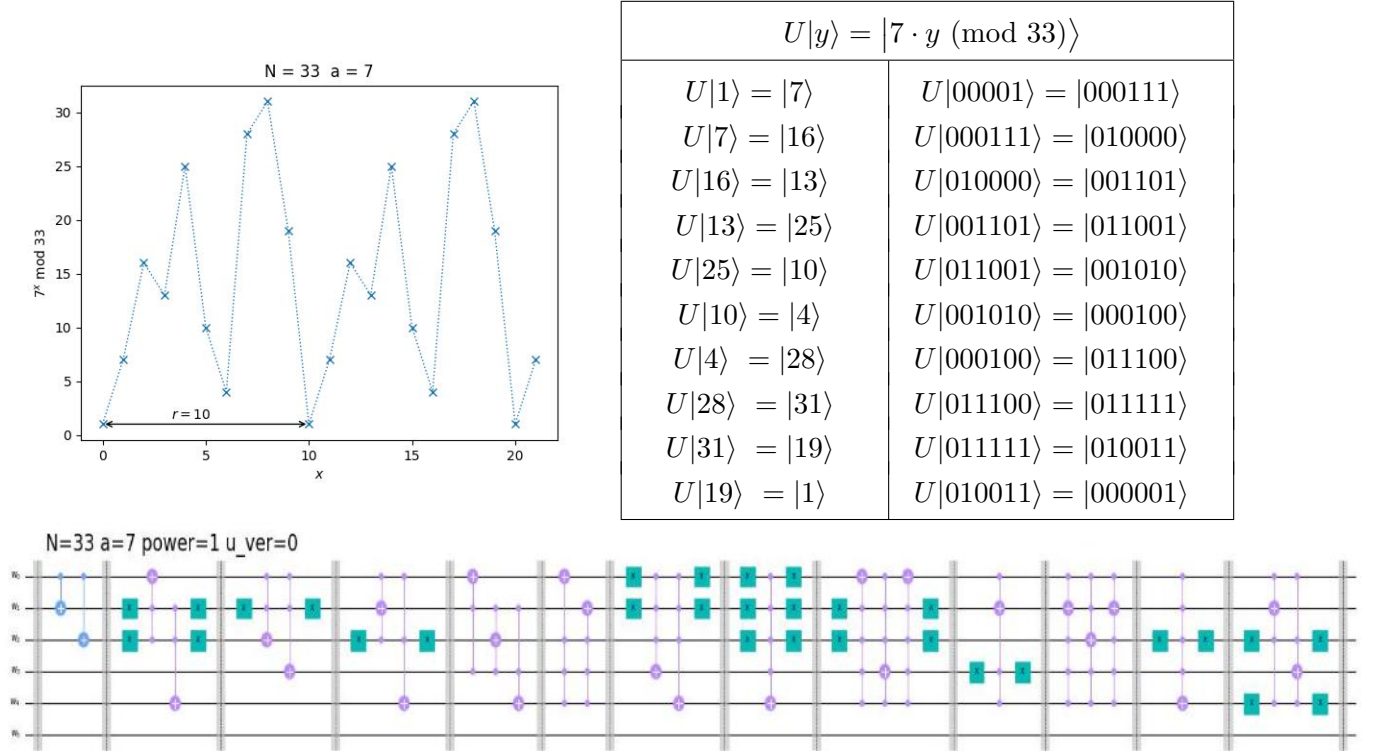 N = 33 a = 7
30
25
20
15
10
5
0
7^x mod 33
r = 10
0 5 10 15 20
x
U|y⟩ = |7 · y (mod 33)⟩
U|1⟩ = |7⟩ U|00001⟩ = |000111⟩
U|7⟩ = |16⟩ U|000111⟩ = |010000⟩
U|16⟩ = |13⟩ U|010000⟩ = |001101⟩
U|13⟩ = |25⟩ U|001101⟩ = |011001⟩
U|25⟩ = |10⟩ U|011001⟩ = |001010⟩
U|10⟩ = |4⟩ U|001010⟩ = |000100⟩
U|4⟩ = |28⟩ U|000100⟩ = |011100⟩
U|28⟩ = |31⟩ U|011100⟩ = |011111⟩
U|31⟩ = |19⟩ U|011111⟩ = |010011⟩
U|19⟩ = |1⟩ U|010011⟩ = |000001⟩
N=33 a=7 power=1 u_ver=0